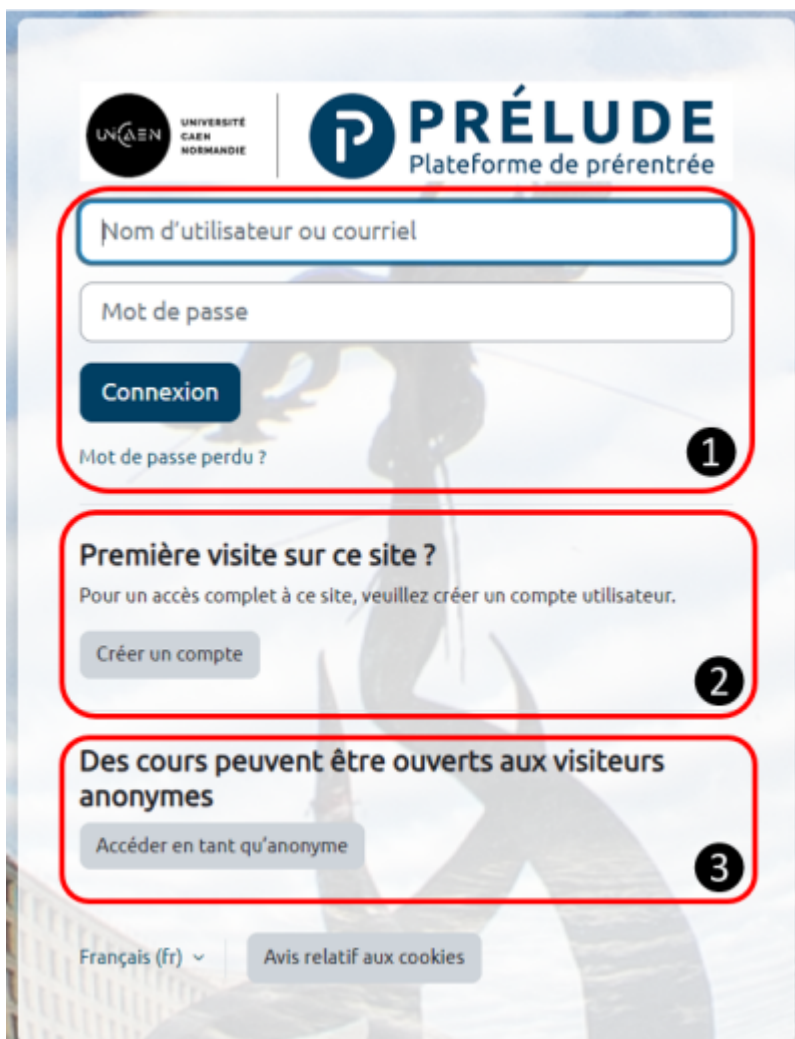 UNICAEN
UNIVERSITÉ
CAEN
NORMANDIE
PRÉLUDE
Plateforme de prérentrée
Nom d'utilisateur ou courriel
Mot de passe
Connexion
Mot de passe perdu ?
1
Première visite sur ce site ?
Pour un accès complet à ce site, veuillez créer un compte utilisateur.
Créer un compte
2
Des cours peuvent être ouverts aux visiteurs
anonymes
Accéder en tant qu'anonyme
3
Français (fr)
Avis relatif aux cookies